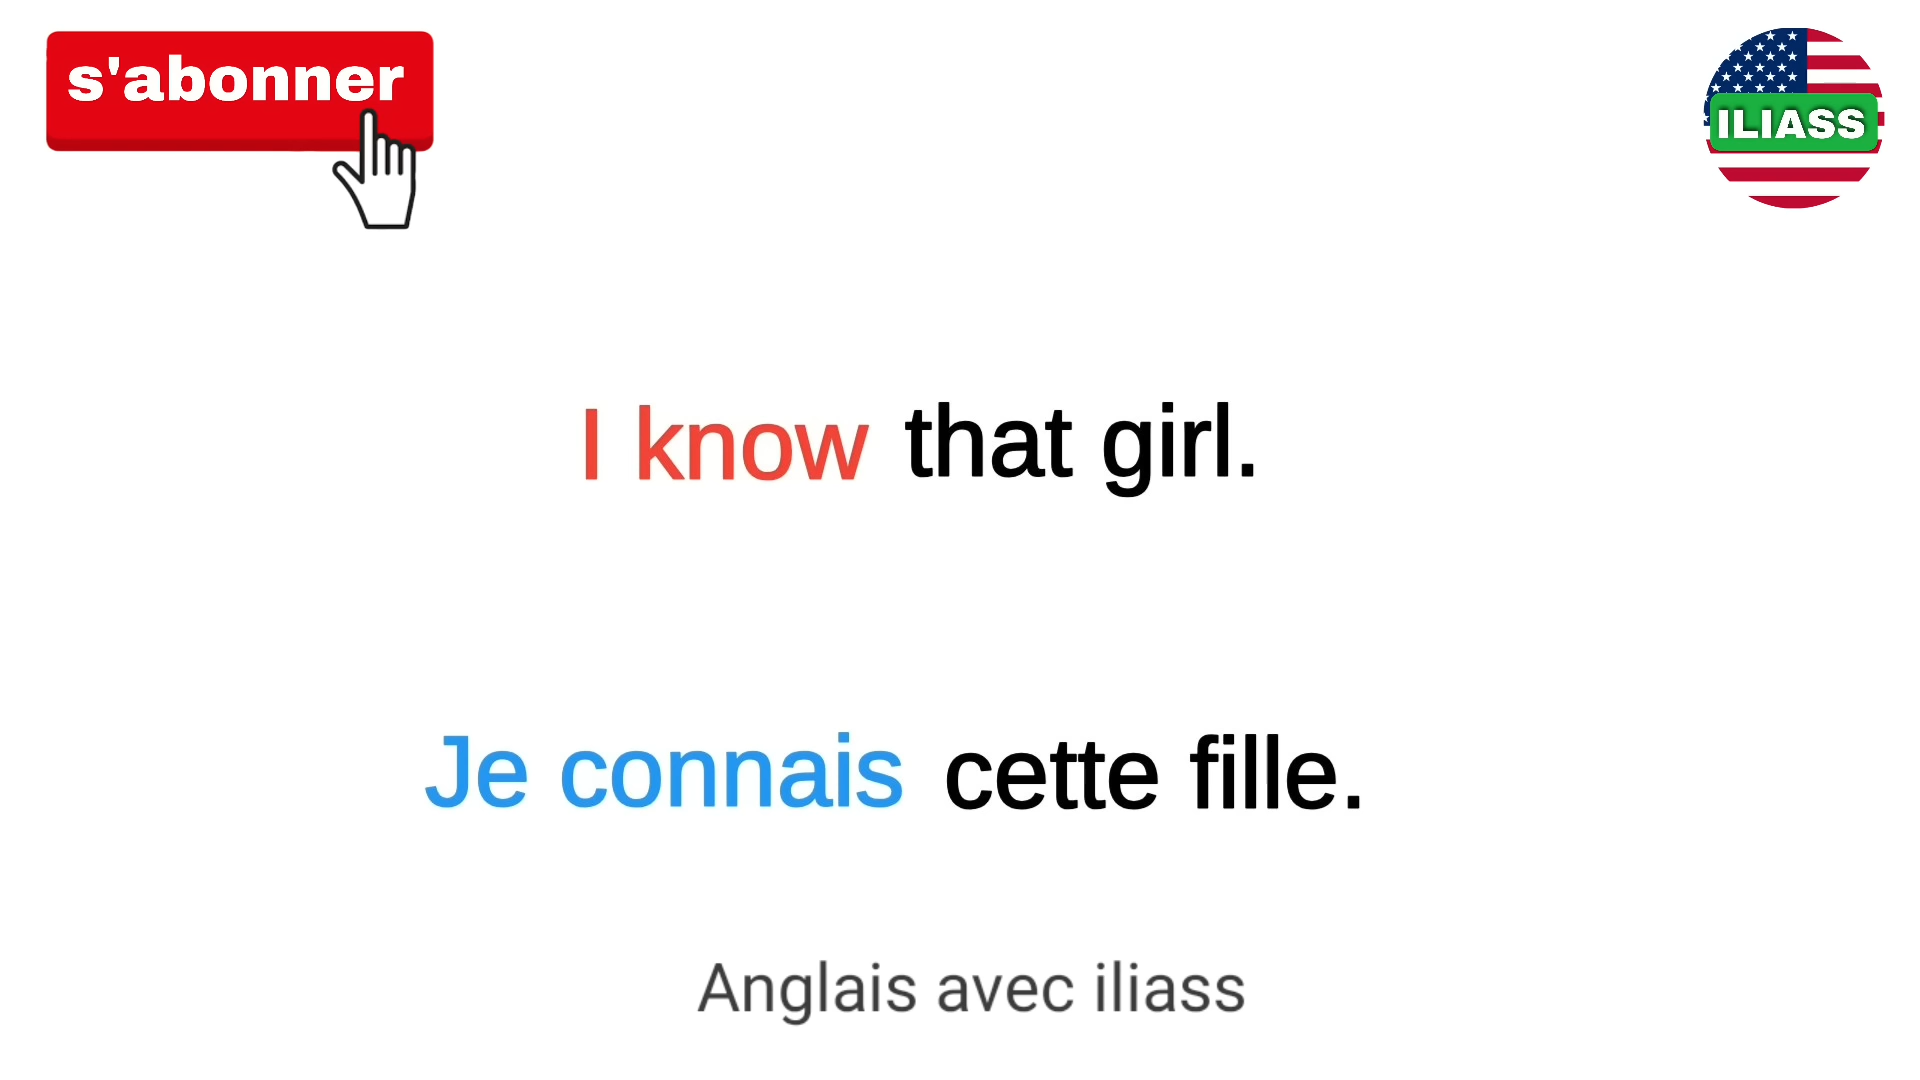 s'abonner
ILIASS
I know that girl.
Je connais cette fille.
Anglais avec iliass